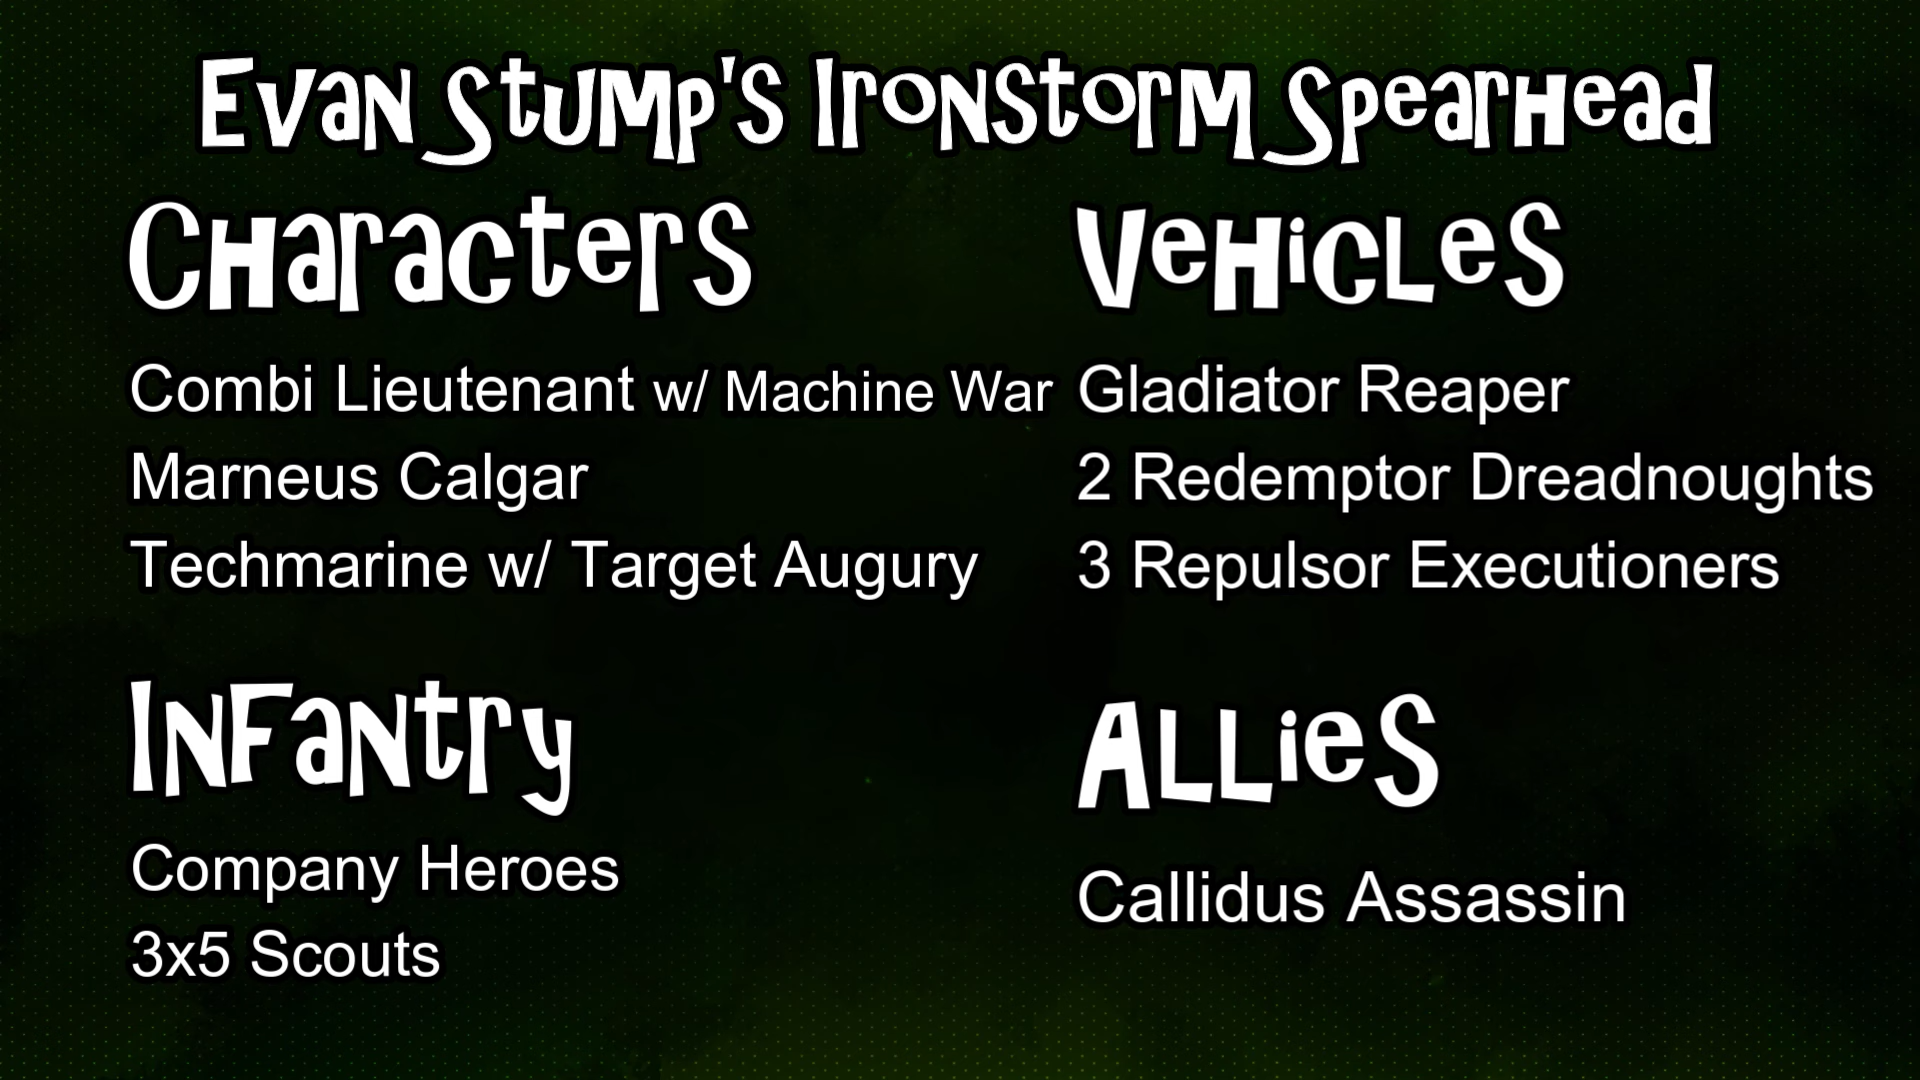 Evan Stump's Ironstorm Spearhead
Characters
Combi Lieutenant w/ Machine War
Marneus Calgar
Techmarine w/ Target Augury
Vehicles
Gladiator Reaper
2 Redemptor Dreadnoughts
3 Repulsor Executioners
Infantry
Company Heroes
3x5 Scouts
Allies
Callidus Assassin